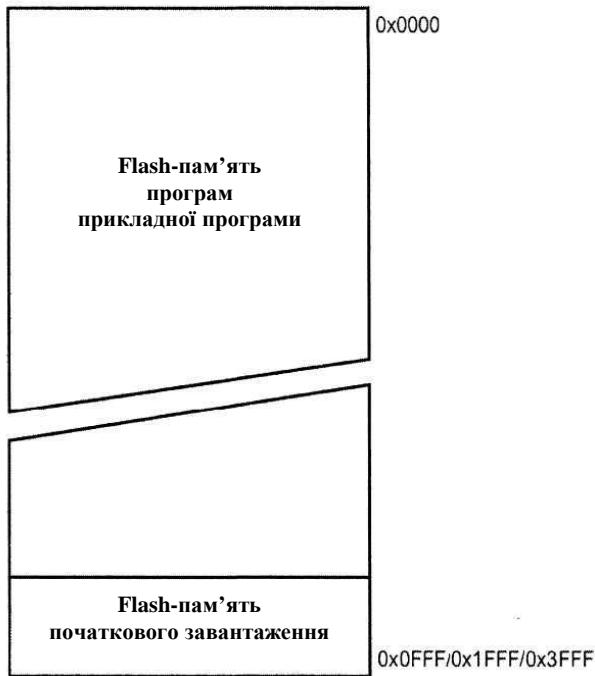 0x0000
Flash-пам’ять
програм
прикладної програми
Flash-пам’ять
початкового завантаження
0x0FFF/0x1FFF/0x3FFF